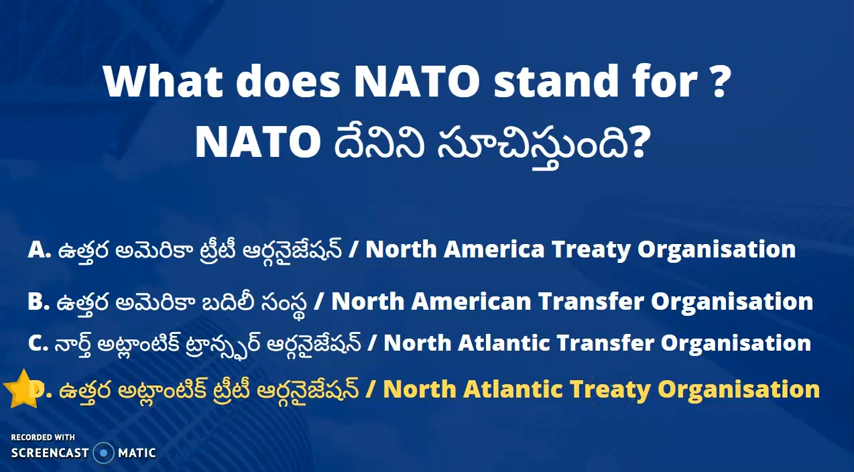 What does NATO stand for ?
NATO దేనిని సూచిస్తుంది?
A. ఉత్తర అమెరికా ట్రీటీ ఆర్గనైజేషన్ / North America Treaty Organisation
B. ఉత్తర అమెరికా బదిలీ సంస్థ / North American Transfer Organisation
C. నార్త్ అట్లాంటిక్ ట్రాన్స్ఫర్ ఆర్గనైజేషన్ / North Atlantic Transfer Organisation
D. ఉత్తర అట్లాంటిక్ ట్రీటీ ఆర్గనైజేషన్ / North Atlantic Treaty Organisation
RECORDED WITH
SCREENCAST MATIC